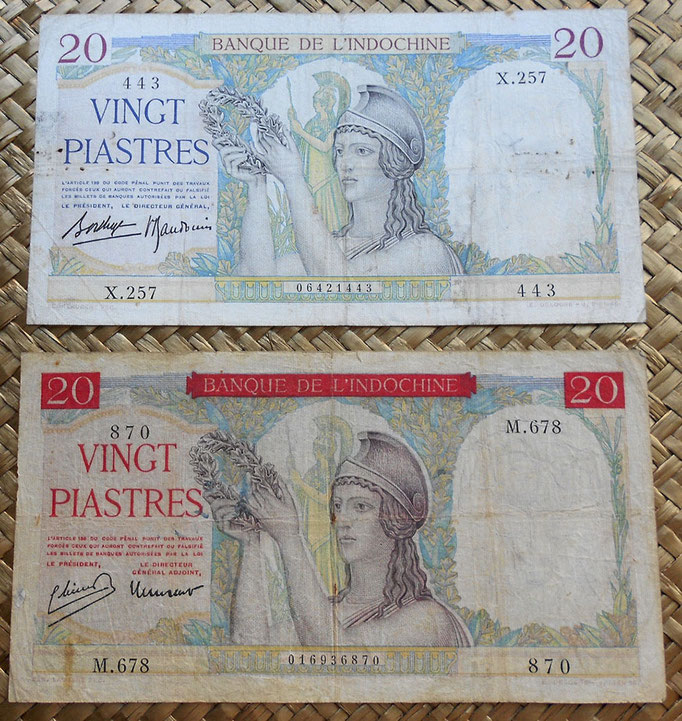 20 BANQUE DE L'INDOCHINE 20
443 X.257
VINGT
PIASTRES
L'ARTICLE 139 DU CODE PÉNAL PUNIT DES TRAVAUX
FORCÉS CEUX QUI AURONT CONTREFAIT OU FALSIFIÉ
LES BILLETS DE BANQUES AUTORISÉES PAR LA LOI
LE PRÉSIDENT, LE DIRECTEUR GÉNÉRAL,
X.257 06421443 443
20 BANQUE DE L'INDOCHINE 20
870 M.678
VINGT
PIASTRES
L'ARTICLE 139 DU CODE PÉNAL PUNIT DES TRAVAUX
FORCÉS CEUX QUI AURONT CONTREFAIT OU FALSIFIÉ
LES BILLETS DE BANQUES AUTORISÉES PAR LA LOI
LE PRÉSIDENT, LE DIRECTEUR
GÉNÉRAL ADJOINT,
M.678 016936870 870